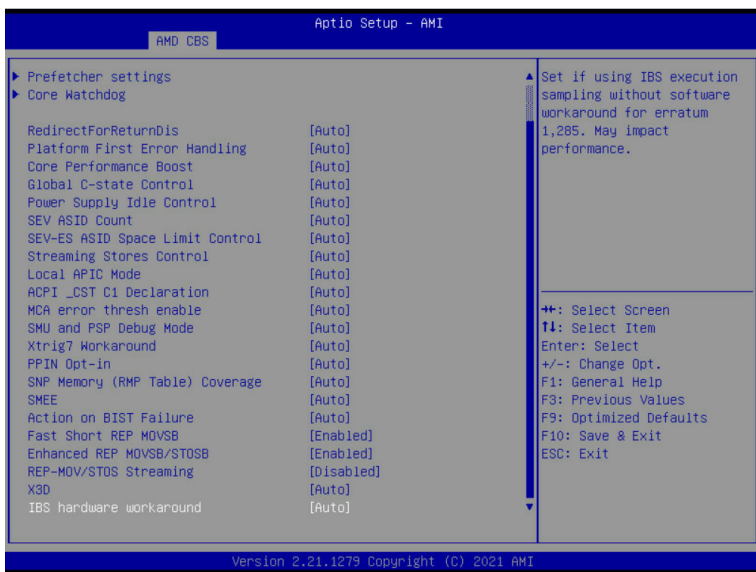 Aptio Setup - AMI
AMD CBS
Prefetcher settings
Core Watchdog
RedirectForReturnDis [Auto]
Platform First Error Handling [Auto]
Core Performance Boost [Auto]
Global C-state Control [Auto]
Power Supply Idle Control [Auto]
SEV ASID Count [Auto]
SEV-ES ASID Space Limit Control [Auto]
Streaming Stores Control [Auto]
Local APIC Mode [Auto]
ACPI _CST C1 Declaration [Auto]
MCA error thresh enable [Auto]
SMU and PSP Debug Mode [Auto]
Xtrig7 Workaround [Auto]
PPIN Opt-in [Auto]
SNP Memory (RMP Table) Coverage [Auto]
SMEE [Auto]
Action on BIST Failure [Auto]
Fast Short REP MOVSB [Enabled]
Enhanced REP MOVSB/STOSB [Enabled]
REP-MOV/STOS Streaming [Disabled]
X3D [Auto]
IBS hardware workaround [Auto]
Set if using IBS execution
sampling without software
workaround for erratum
1,285. May impact
performance.
→←: Select Screen
↑↓: Select Item
Enter: Select
+/-: Change Opt.
F1: General Help
F3: Previous Values
F9: Optimized Defaults
F10: Save & Exit
ESC: Exit
Version 2.21.1279 Copyright (C) 2021 AMI